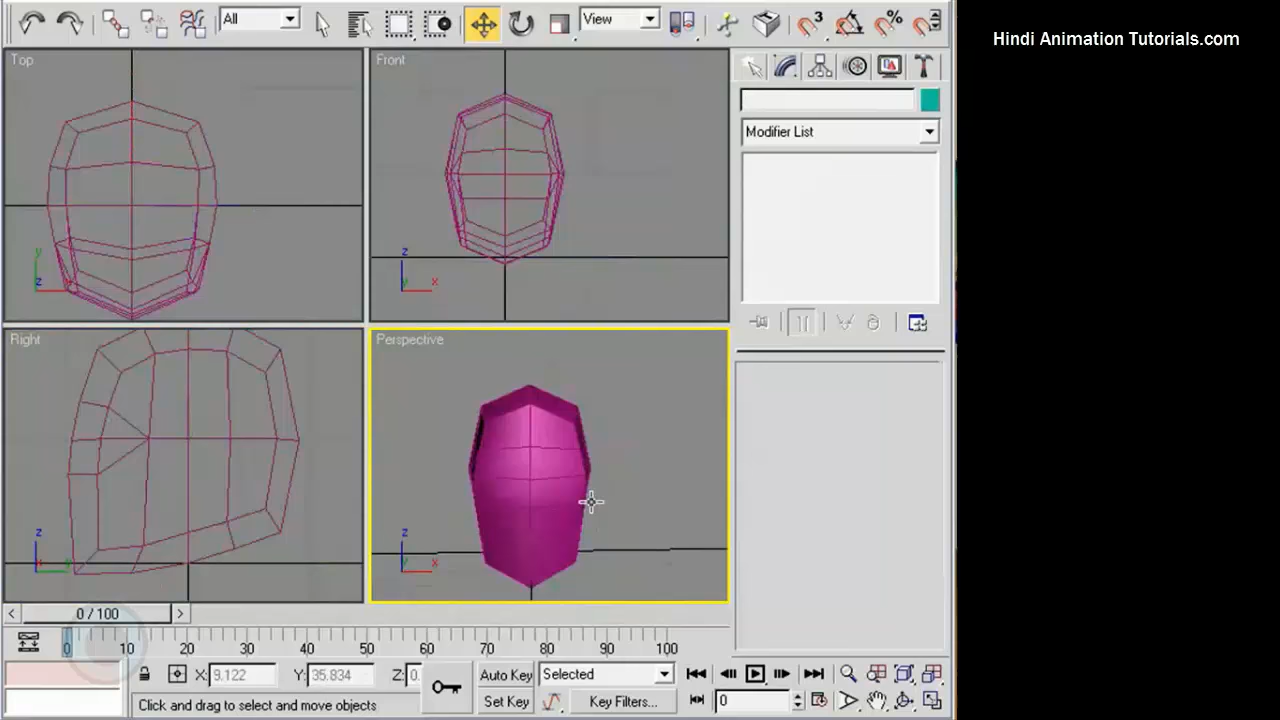 All
View
3
%
Hindi Animation Tutorials.com
Top
Front
Modifier List
y
z
z
x
Right
Perspective
z
z
x
0 / 100
0 10 20 30 40 50 60 70 80 90 100
X: 9.122 Y: 35.834 Z: 0. Auto Key Selected
Click and drag to select and move objects Set Key Key Filters... 0